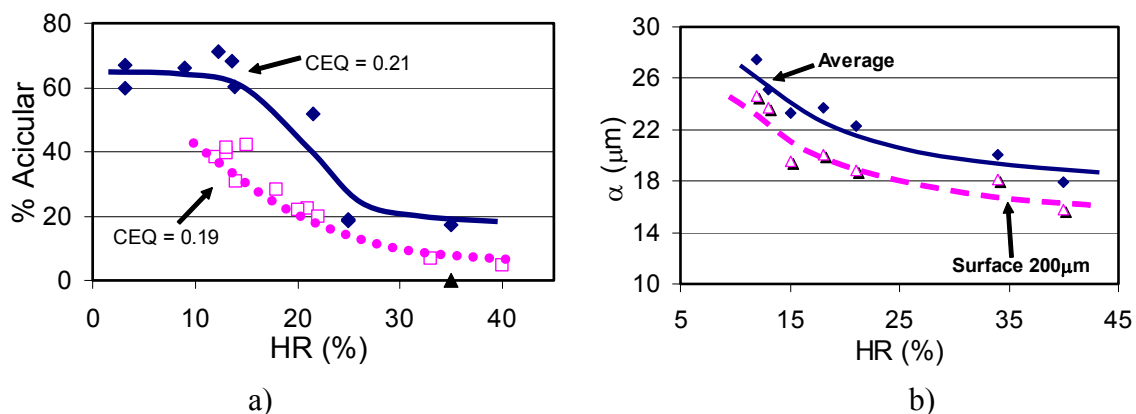 80
60
40
20
0
% Acicular
CEQ = 0.21
CEQ = 0.19
0 10 20 30 40
HR (%)
a)
30
26
22
18
14
10
α (μm)
Average
Surface 200μm
5 15 25 35 45
HR (%)
b)